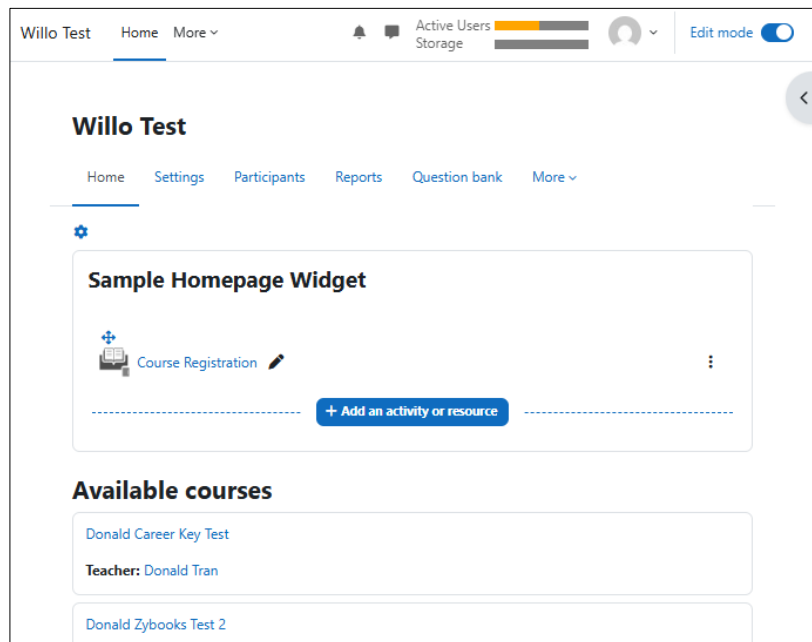 Willo Test Home More Active Users Edit mode
Storage
Willo Test
Home Settings Participants Reports Question bank More
Sample Homepage Widget
Course Registration
+ Add an activity or resource
Available courses
Donald Career Key Test
Teacher: Donald Tran
Donald Zybooks Test 2